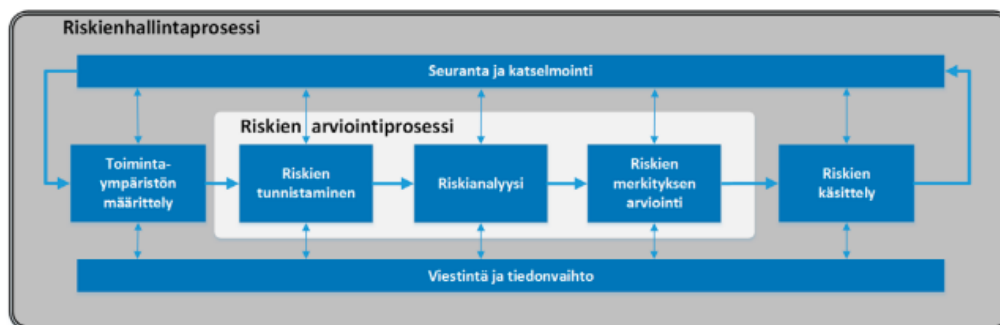 Riskienhallintaprosessi
Seuranta ja katselmointi
Riskien arviointiprosessi
Toiminta-
ympäristön
määrittely
Riskien
tunnistaminen
Riskianalyysi
Riskien
merkityksen
arviointi
Riskien
käsittely
Viestintä ja tiedonvaihto